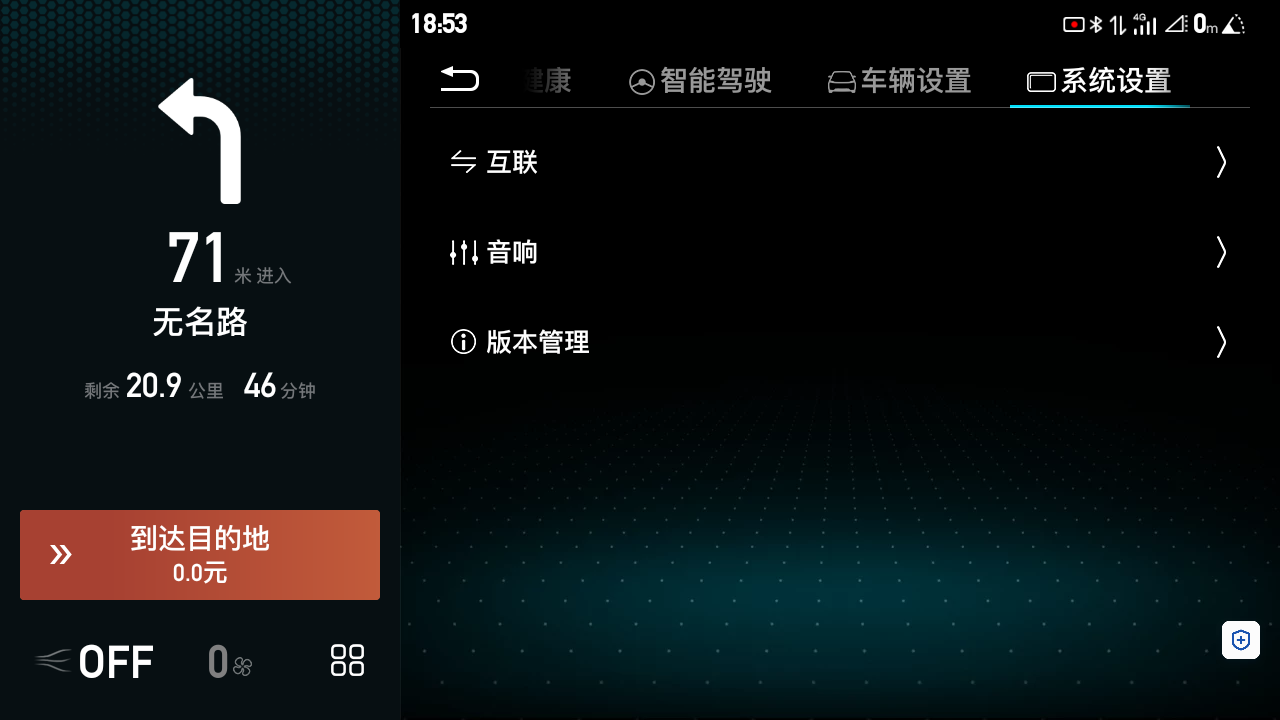 18:53
4G
0m
健康
智能驾驶
车辆设置
系统设置
71 米 进入
无名路
剩余 20.9 公里 46 分钟
到达目的地
0.0元
OFF
0
互联
音响
版本管理